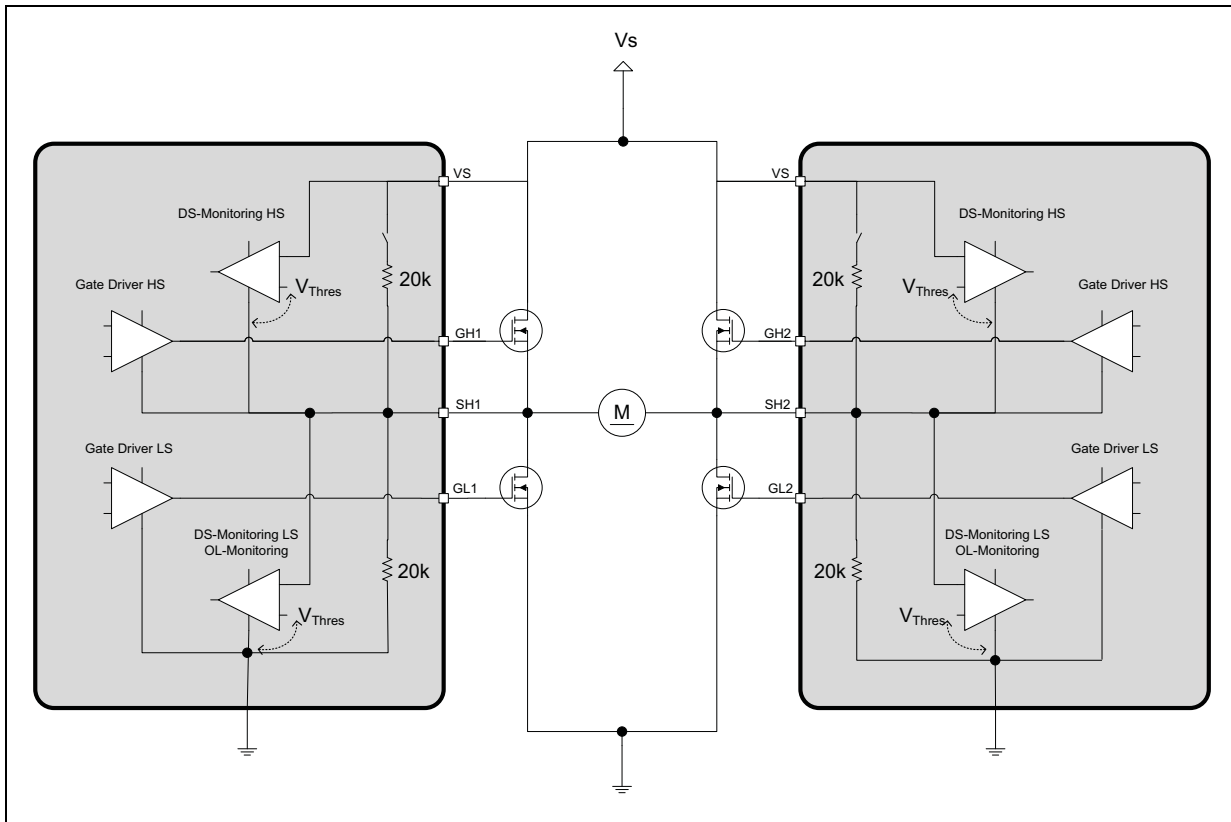 Vs
VS
VS
DS-Monitoring HS
DS-Monitoring HS
20k
20k
VThres
VThres
Gate Driver HS
Gate Driver HS
GH1
GH2
SH1
M
SH2
Gate Driver LS
Gate Driver LS
GL1
GL2
DS-Monitoring LS
OL-Monitoring
DS-Monitoring LS
OL-Monitoring
20k
20k
VThres
VThres